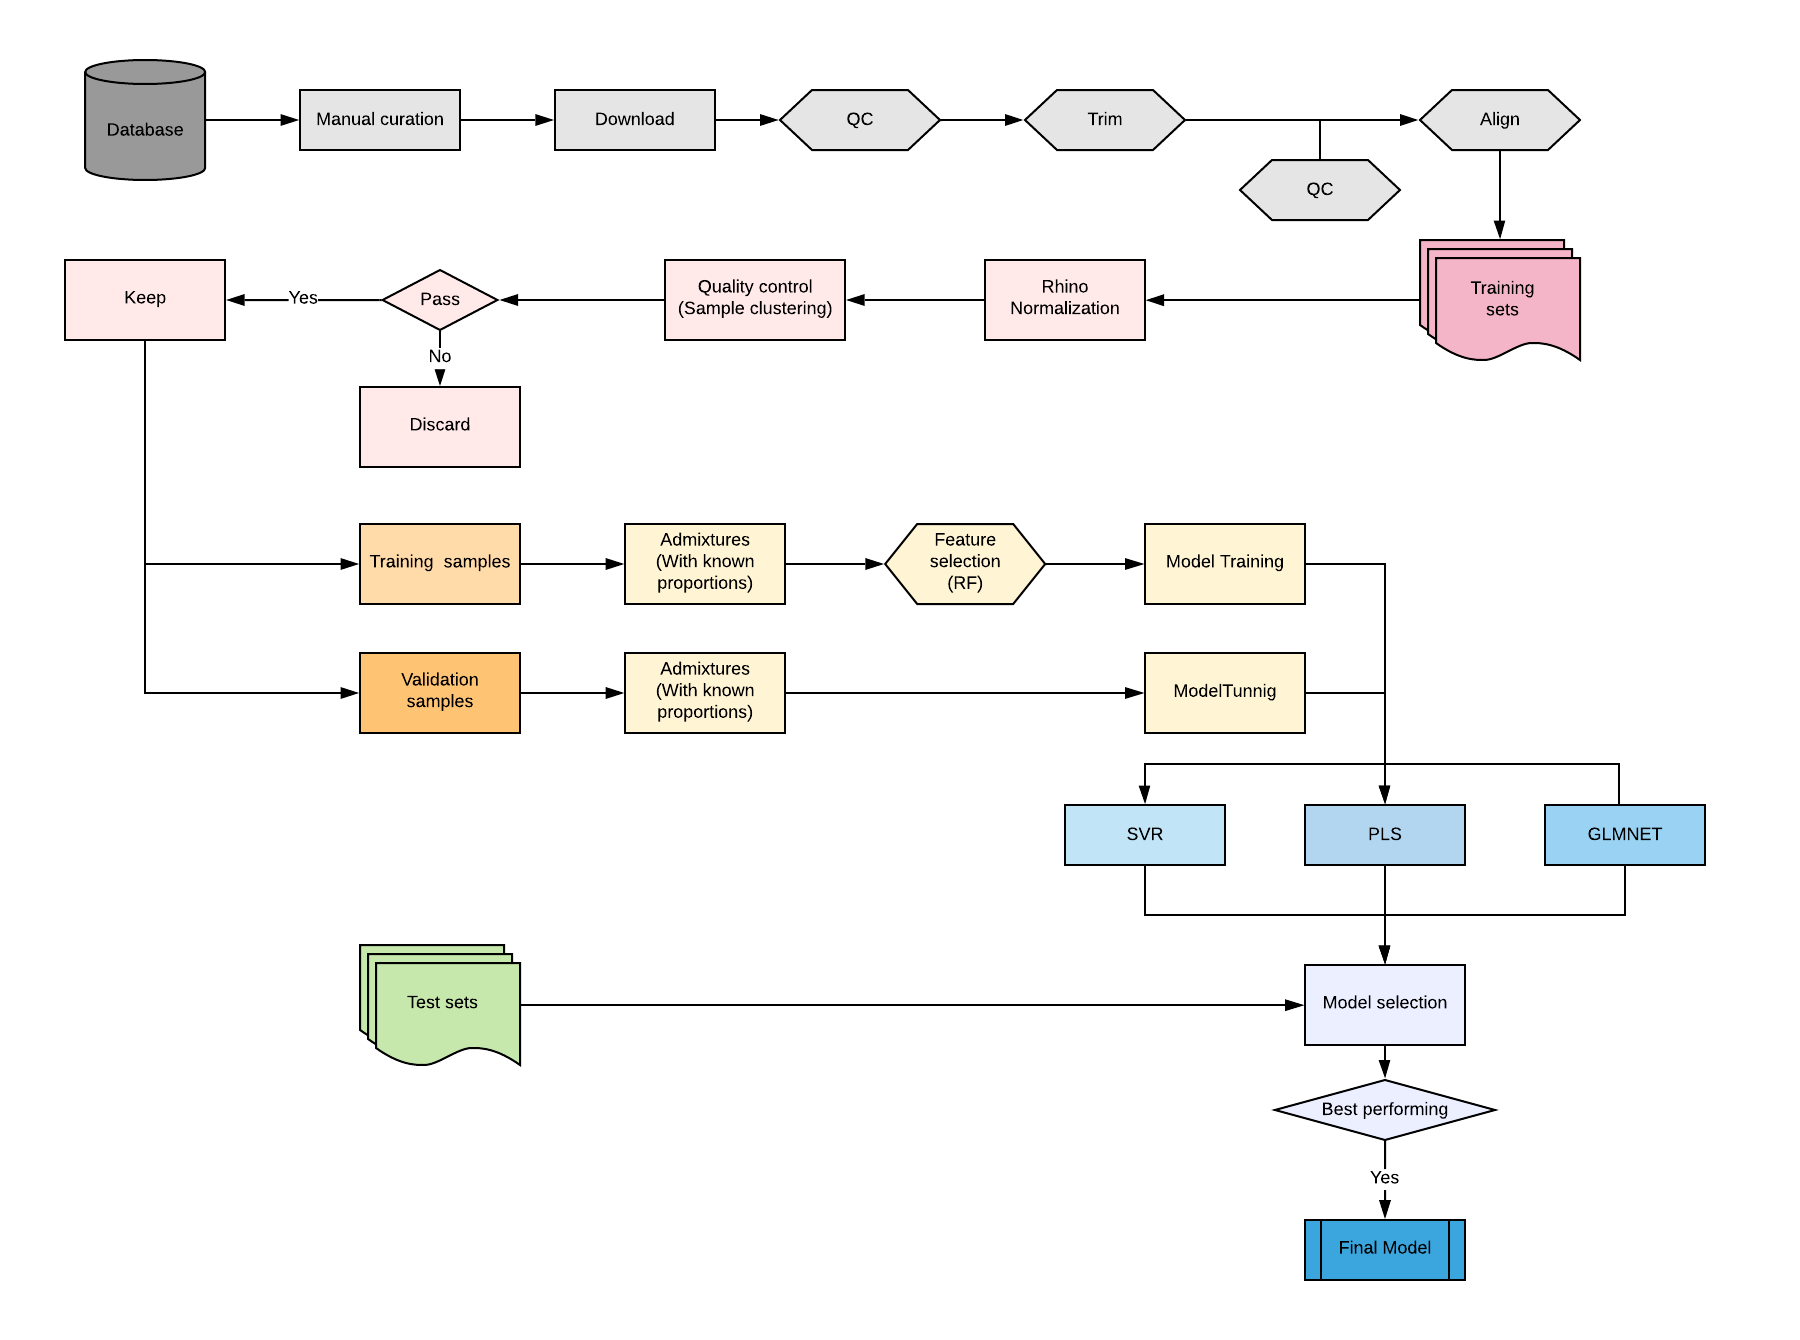 Database
Manual curation
Download
QC
Trim
Align
QC
Keep
Yes
Pass
No
Discard
Quality control
(Sample clustering)
Rhino
Normalization
Training
sets
Training samples
Admixtures
(With known
proportions)
Feature
selection
(RF)
Model Training
Validation
samples
Admixtures
(With known
proportions)
ModelTunnig
SVR
PLS
GLMNET
Test sets
Model selection
Best performing
Yes
Final Model